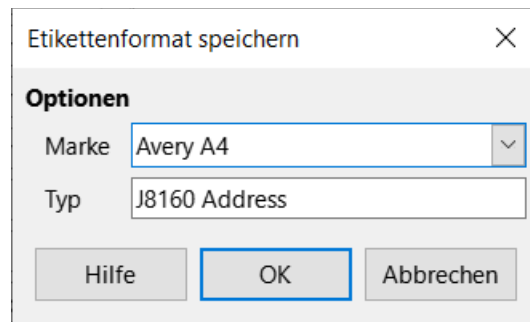 Etikettenformat speichern
Optionen
Marke Avery A4
Typ J8160 Address
Hilfe OK Abbrechen